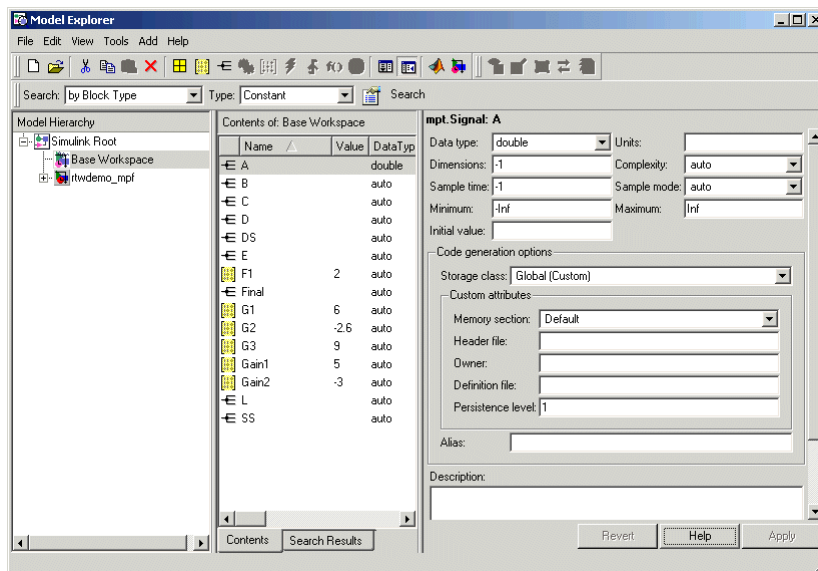 Model Explorer
File Edit View Tools Add Help
Search: by Block Type Type: Constant Search
Model Hierarchy
Simulink Root
Base Workspace
rtwdemo_mpf
Contents of: Base Workspace
Name Value DataTyp
A double
B auto
C auto
D auto
DS auto
E auto
F1 2 auto
Final auto
G1 6 auto
G2 -2.6 auto
G3 9 auto
Gain1 5 auto
Gain2 -3 auto
L auto
SS auto
Contents Search Results
mpt.Signal: A
Data type: double Units:
Dimensions: -1 Complexity: auto
Sample time: -1 Sample mode: auto
Minimum: -Inf Maximum: Inf
Initial value:
Code generation options
Storage class: Global (Custom)
Custom attributes
Memory section: Default
Header file:
Owner:
Definition file:
Persistence level: 1
Alias:
Description:
Revert Help Apply